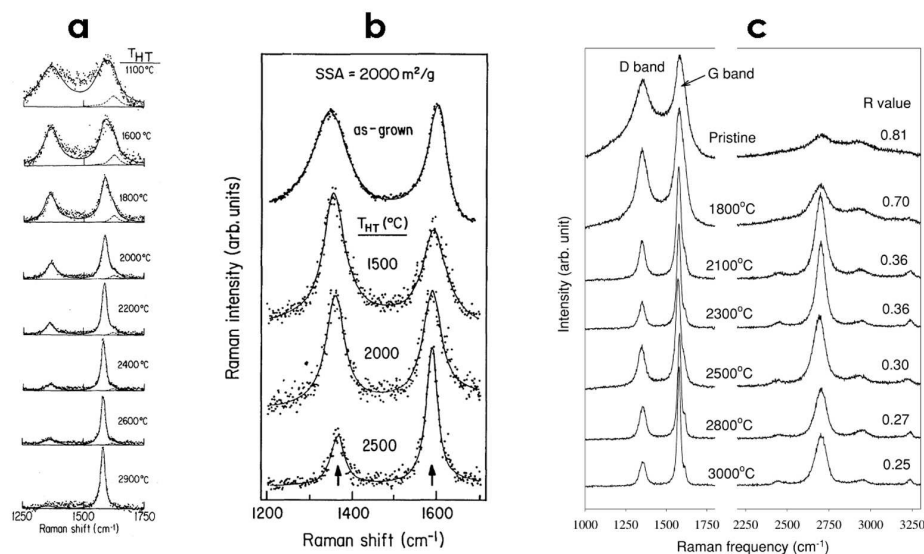 a
T_HT
1100°C
1600°C
1800°C
2000°C
2200°C
2400°C
2600°C
2900°C
1250 1500 1750
Raman shift (cm⁻¹)
b
SSA = 2000 m²/g
as-grown
T_HT (°C)
1500
2000
2500
Raman intensity (arb. units)
1200 1400 1600
Raman shift (cm⁻¹)
c
D band
G band
R value
Pristine 0.81
1800°C 0.70
2100°C 0.36
2300°C 0.36
2500°C 0.30
2800°C 0.27
3000°C 0.25
Intensity (arb. unit)
1000 1250 1500 1750 2250 2500 2750 3000 3250
Raman frequency (cm⁻¹)